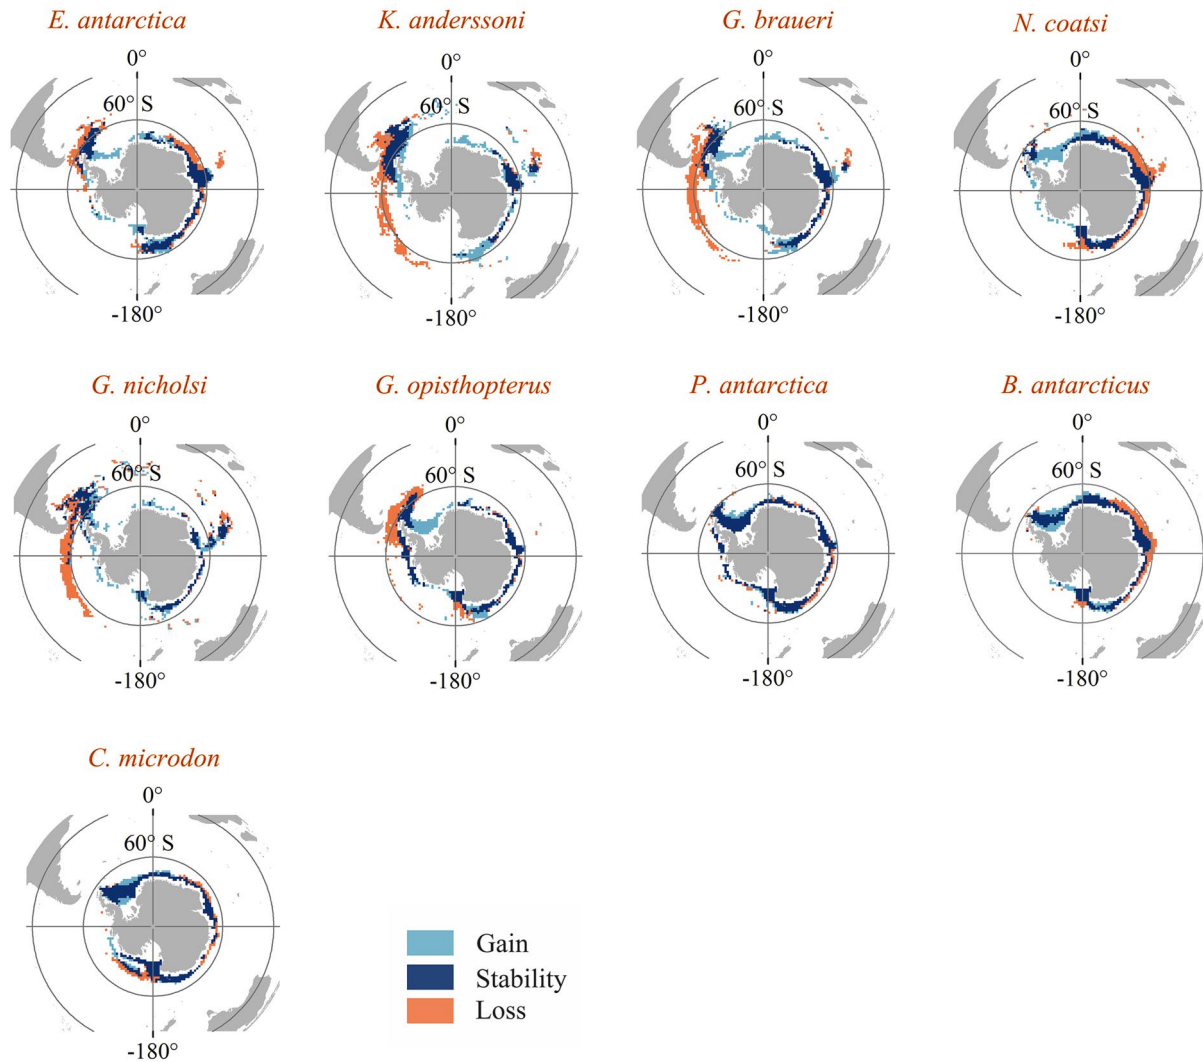 E. antarctica
K. anderssoni
G. braueri
N. coatsi
0°
0°
0°
0°
60° S
60° S
60° S
60° S
-180°
-180°
-180°
-180°
G. nicholsi
G. opisthopterus
P. antarctica
B. antarcticus
0°
0°
0°
0°
60° S
60° S
60° S
60° S
-180°
-180°
-180°
-180°
C. microdon
0°
60° S
-180°
Gain
Stability
Loss